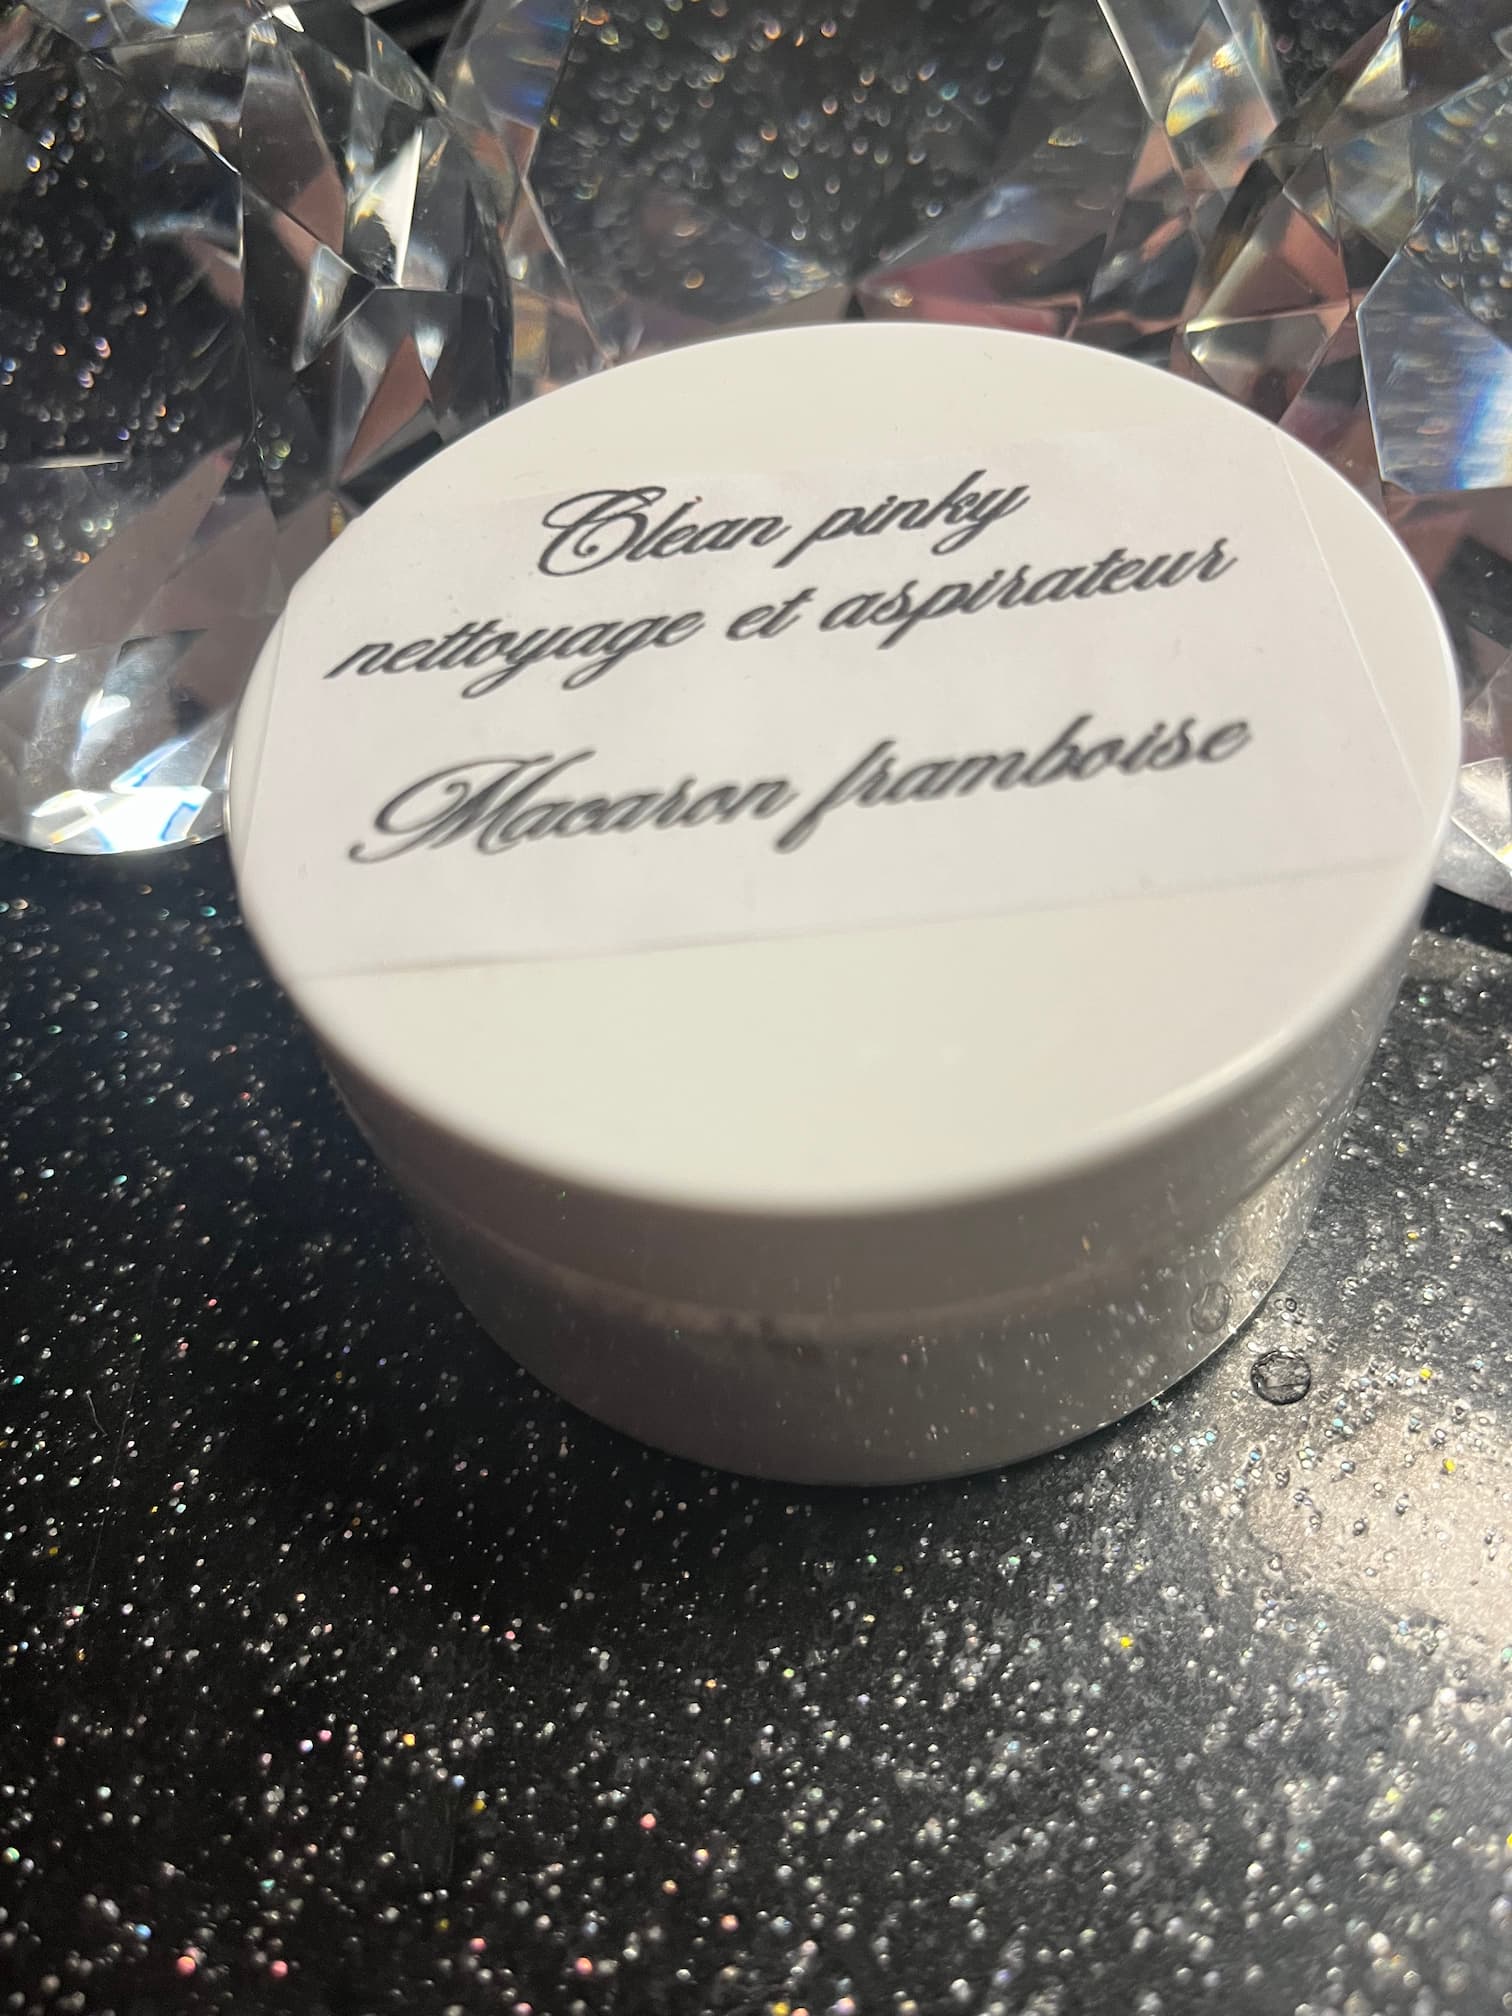 Clean pinky
nettoyage et aspirateur
Macaron framboise